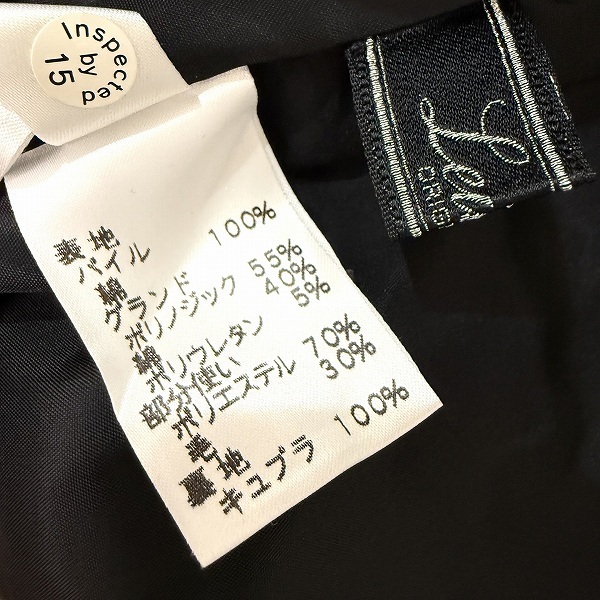 Inspected
by
15
表地
パイル
綿 100%
グランド
ポリノジック 55%
綿 40%
ポリウレタン 5%
部分使い
ポリエステル 70%
毛 30%
裏地
キュプラ 100%